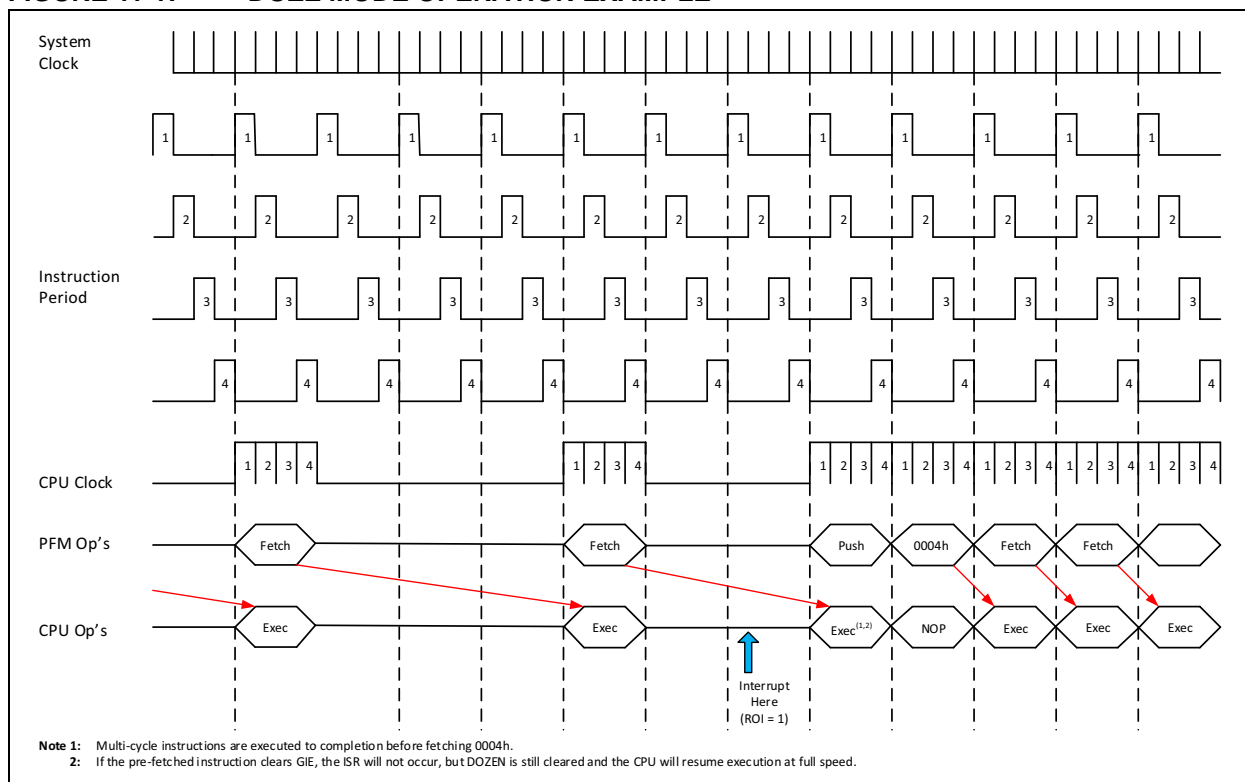 DOZE MODE OPERATION EXAMPLE
System
Clock
1 1 1 1 1 1 1 1 1 1 1 1 1
2 2 2 2 2 2 2 2 2 2 2 2 2
Instruction
Period
3 3 3 3 3 3 3 3 3 3 3 3 3
4 4 4 4 4 4 4 4 4 4 4 4 4
CPU Clock
1 2 3 4 1 2 3 4 1 2 3 4 1 2 3 4 1 2 3 4 1 2 3 4 1 2 3 4
PFM Op's
Fetch Fetch Push 0004h Fetch Fetch
CPU Op's
Exec Exec Exec(1,2) NOP Exec Exec Exec
Interrupt
Here
(ROI = 1)
Note 1: Multi-cycle instructions are executed to completion before fetching 0004h.
2: If the pre-fetched instruction clears GIE, the ISR will not occur, but DOZEN is still cleared and the CPU will resume execution at full speed.